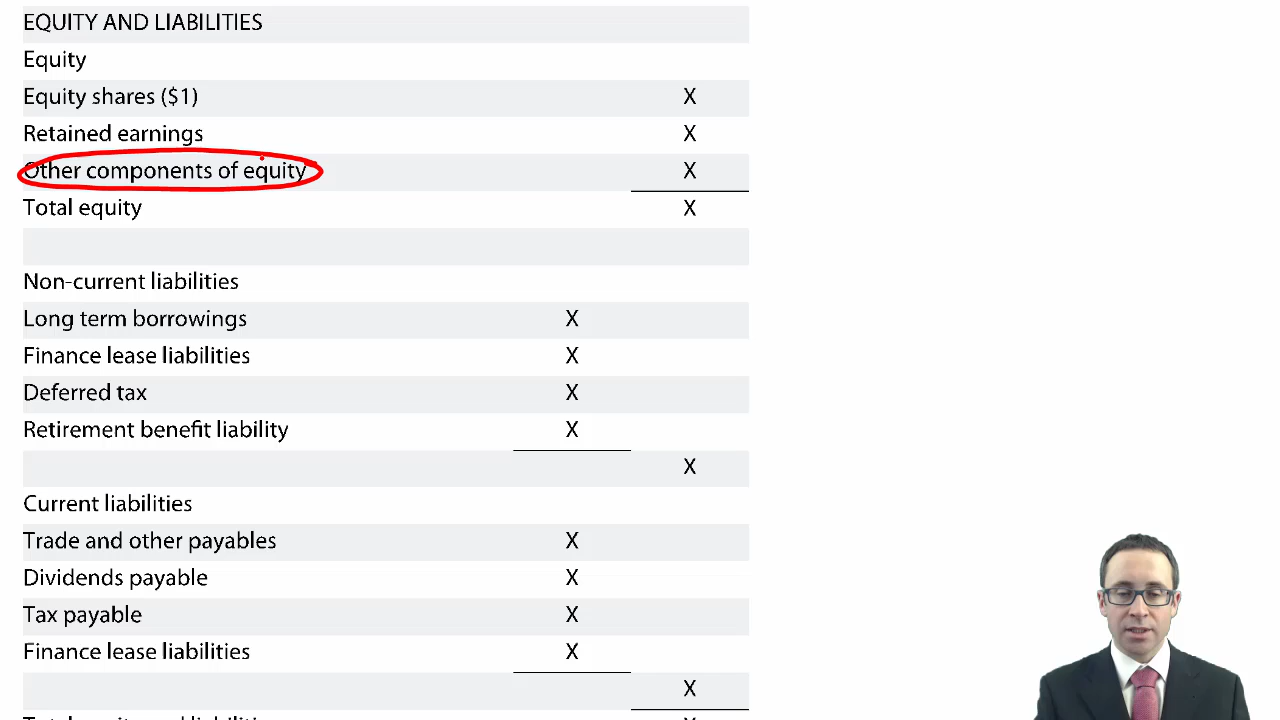 EQUITY AND LIABILITIES
Equity
Equity shares ($1) X
Retained earnings X
Other components of equity X
Total equity X
Non-current liabilities
Long term borrowings X
Finance lease liabilities X
Deferred tax X
Retirement benefit liability X
X
Current liabilities
Trade and other payables X
Dividends payable X
Tax payable X
Finance lease liabilities X
X